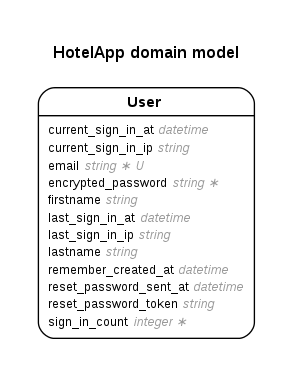 HotelApp domain model
User
current_sign_in_at datetime
current_sign_in_ip string
email string * U
encrypted_password string *
firstname string
last_sign_in_at datetime
last_sign_in_ip string
lastname string
remember_created_at datetime
reset_password_sent_at datetime
reset_password_token string
sign_in_count integer *